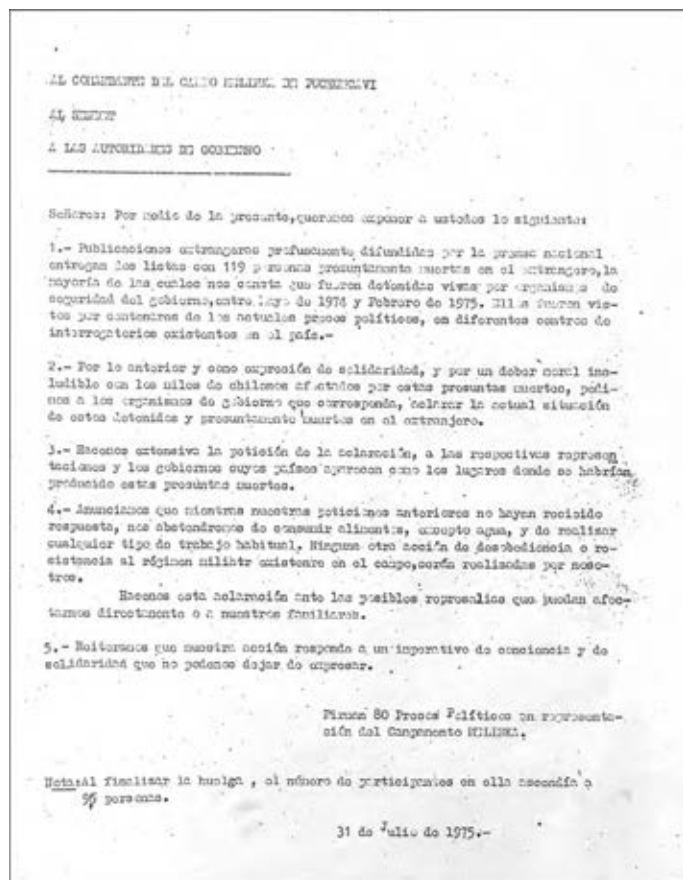 AL COMANDANTE DEL CAMPO MELINKA DE PUCHUNCAVI
AL SENDET
A LAS AUTORIDADES DE GOBIERNO
Señores: Por medio de la presente,queremos exponer a ustedes lo siguiente:
1.- Publicaciones extranjeras profusamente difundidas por la prensa nacional
entregan dos listas con 119 personas presuntamente muertas en el extranjero,la
mayoría de las cuales nos consta que fueron detenidas vivas por organismos de
seguridad del gobierno,entre Mayo de 1974 y Febrero de 1975. Ellas fueron vis-
tas por centenares de los actuales presos políticos, en diferentes centros de
interrogatorios existentes en el país.-
2.- Por lo anterior y como expresión de solidaridad, y por un deber moral ine-
ludible con los miles de chilenos afectados por estas presuntas muertes, pedi-
mos a los organismos de gobierno que corresponda, aclarar la actual situación
de estos detenidos y presuntamente muertos en el extranjero.
3.- Hacemos extensiva la petición de la aclaración, a las respectivas represen
taciones y los gobiernos cuyos países aparecen como los lugares donde se habrían
producido estas presuntas muertes.
4.- Anunciamos que mientras nuestras peticiones anteriores no hayan recibido
respuesta, nos abstendremos de consumir alimentos, excepto agua, y de realizar
cualquier tipo de trabajo habitual. Ninguna otra acción de desobediencia o re-
sistencia al régimen militar existente en el campo,serán realizadas por noso-
tros.
Hacemos esta aclaración ante las posibles represalias que puedan afec-
tarnos directamente o a nuestros familiares.
5.- Reiteramos que nuestra acción responde a un imperativo de conciencia y de
solidaridad que no podemos dejar de expresar.
Firman 80 Presos Políticos en representa-
ción del Campamento MELINKA.
Nota:Al finalizar la huelga , el número de participantes en ella ascendía a
personas.
31 de Julio de 1975.-